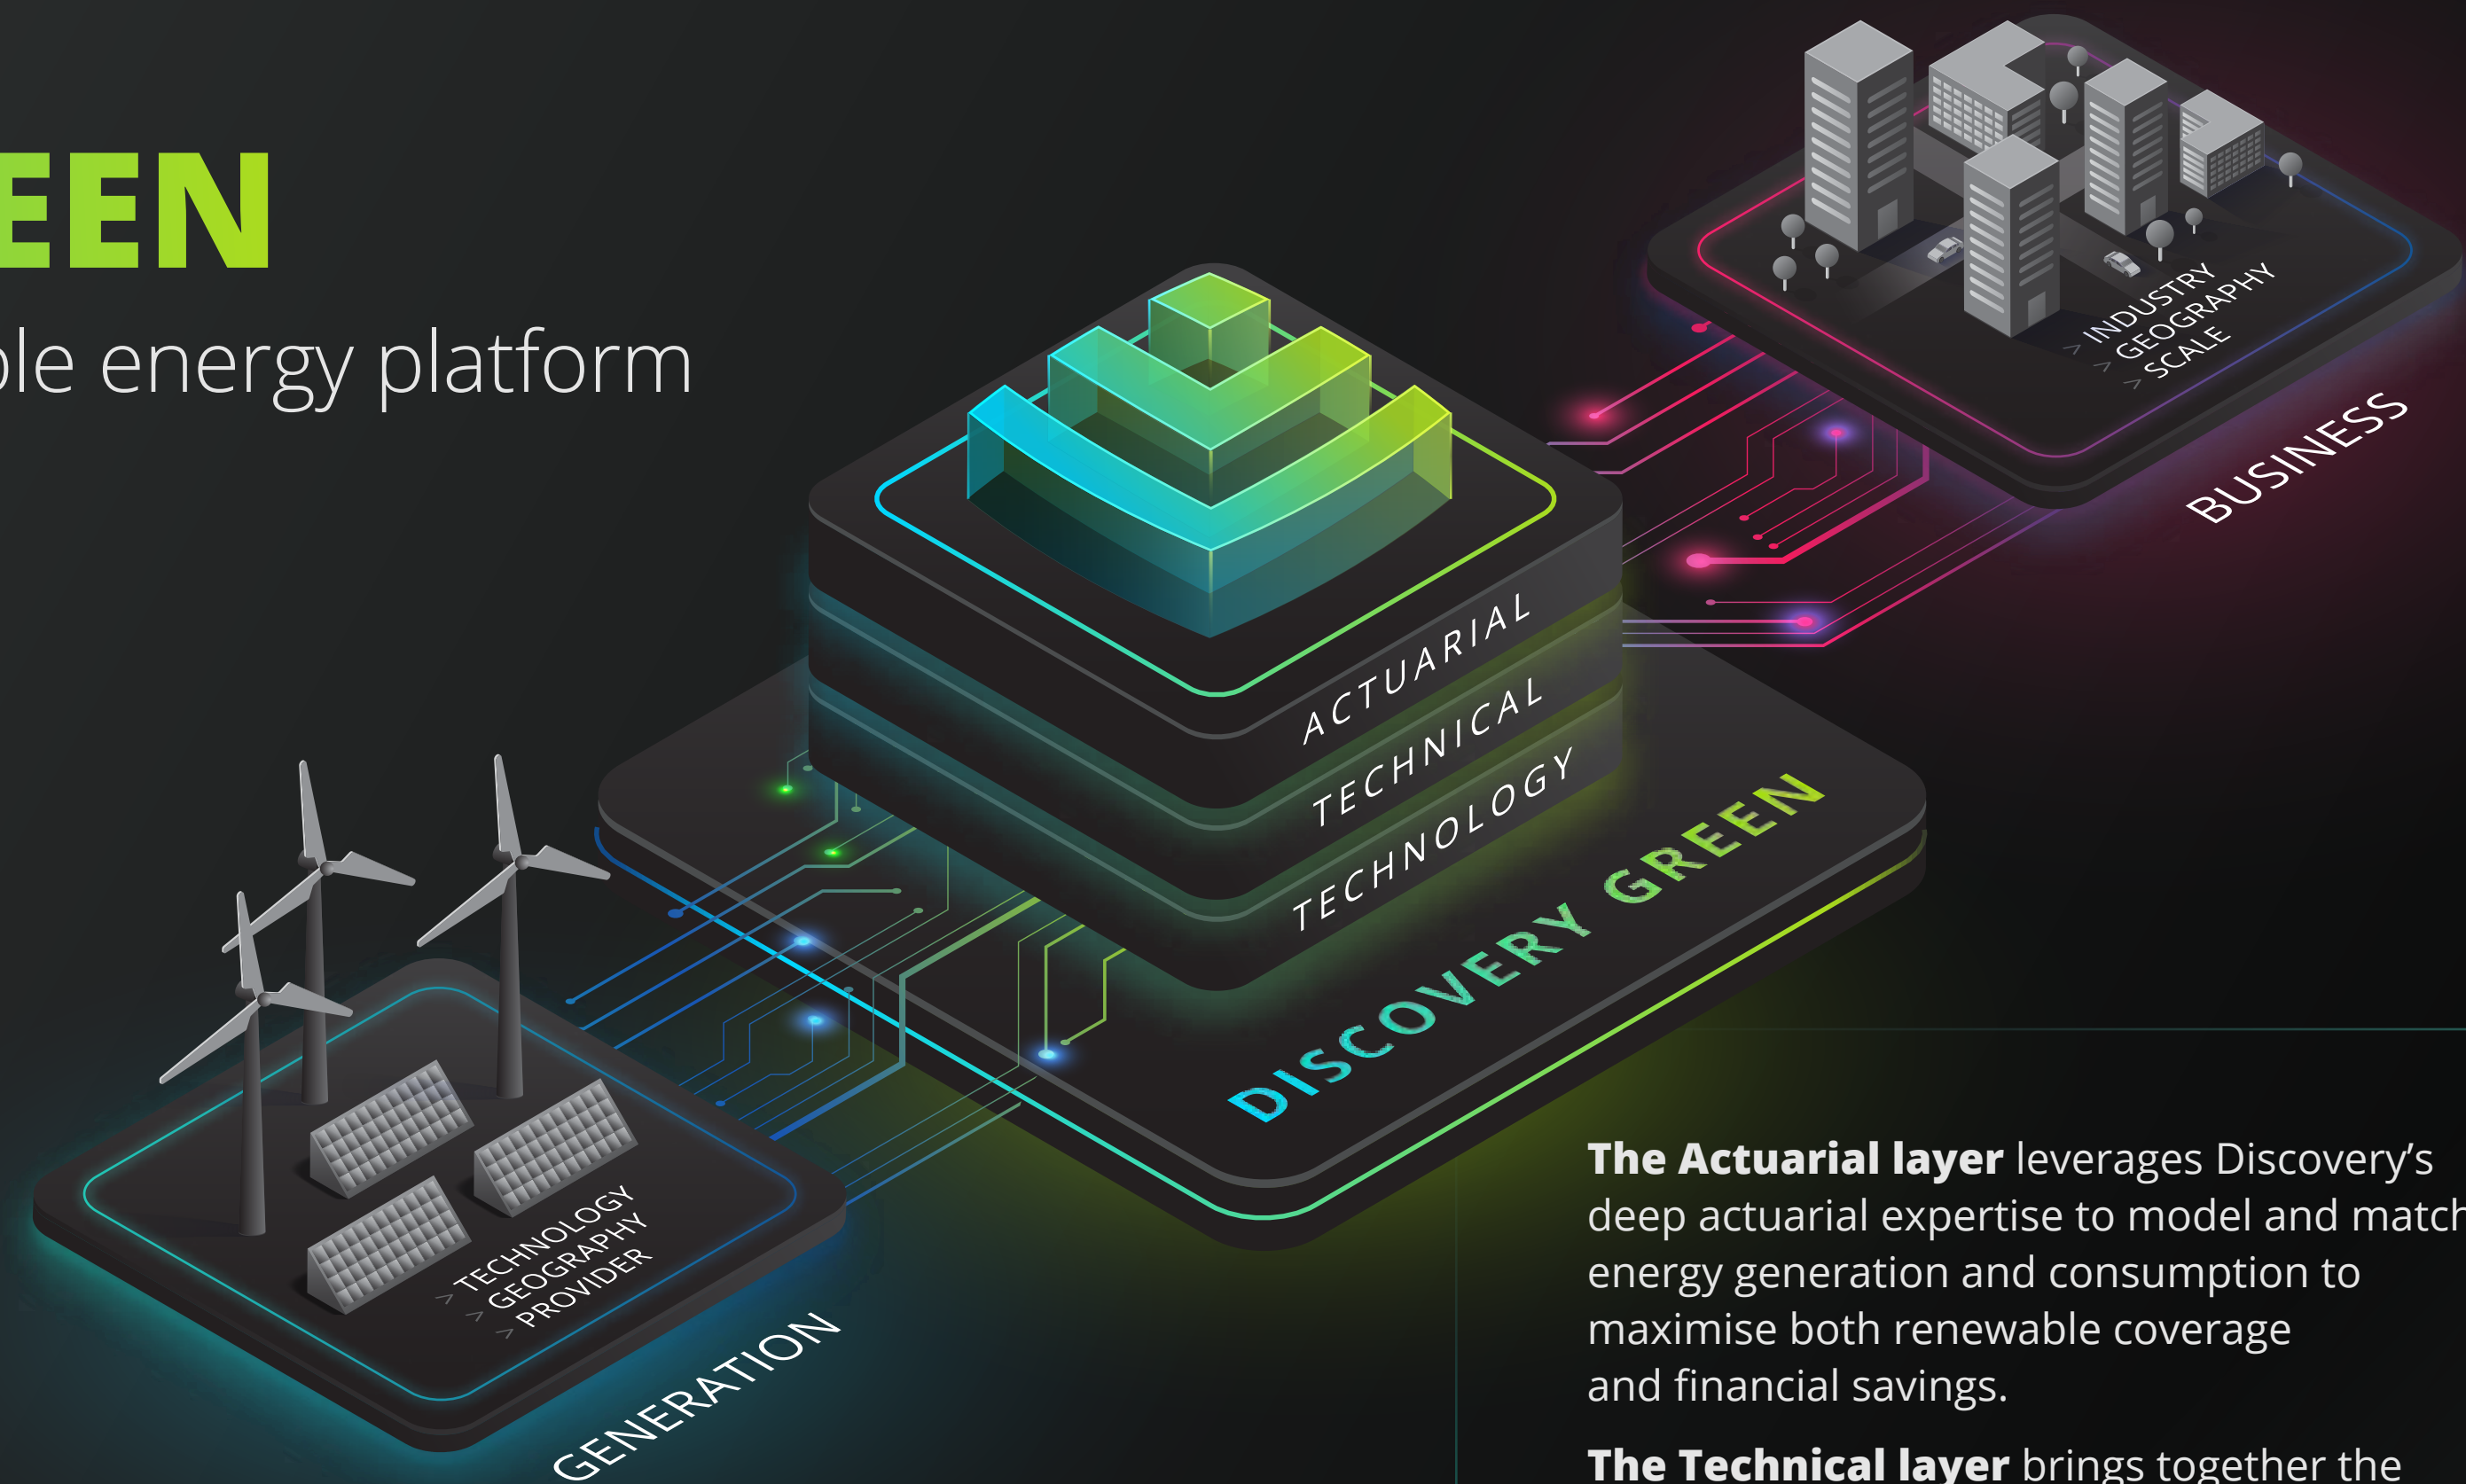 EEN
ble energy platform
INDUSTRY
GEOGRAPHY
SCALE
BUSINESS
ACTUARIAL
TECHNICAL
TECHNOLOGY
DISCOVERY GREEN
> TECHNOLOGY
> GEOGRAPHY
> PROVIDER
GENERATION
The Actuarial layer leverages Discovery’s
deep actuarial expertise to model and match
energy generation and consumption to
maximise both renewable coverage
and financial savings.
The Technical layer brings together the